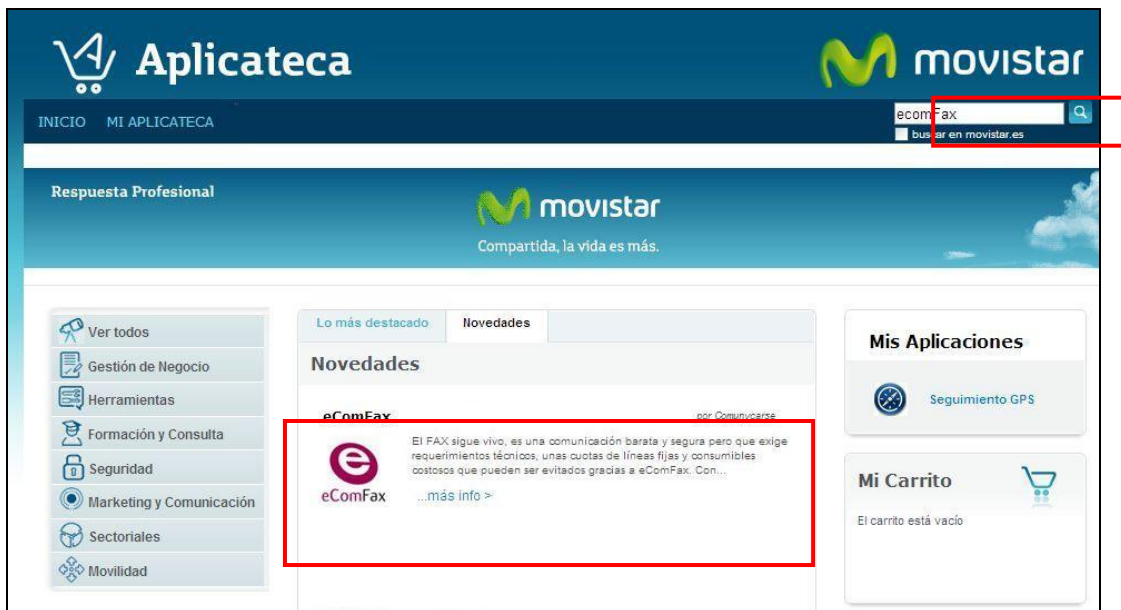 Aplicateca
movistar
INICIO MI APLICATECA
ecomFax
buscar en movistar.es
Respuesta Profesional
movistar
Compartida, la vida es más.
Ver todos
Gestión de Negocio
Herramientas
Formación y Consulta
Seguridad
Marketing y Comunicación
Sectoriales
Movilidad
Lo más destacado Novedades
Novedades
eComFax por Comunycarse
El FAX sigue vivo, es una comunicación barata y segura pero que exige
requerimientos técnicos, unas cuotas de líneas fijas y consumibles
costosos que pueden ser evitados gracias a eComFax. Con...
eComFax ...más info >
Mis Aplicaciones
Seguimiento GPS
Mi Carrito
El carrito está vacío